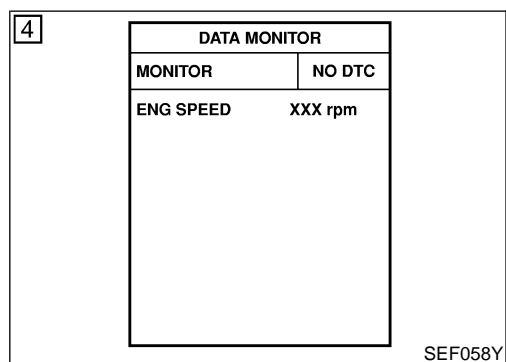 4
DATA MONITOR
MONITOR NO DTC
ENG SPEED XXX rpm
SEF058Y